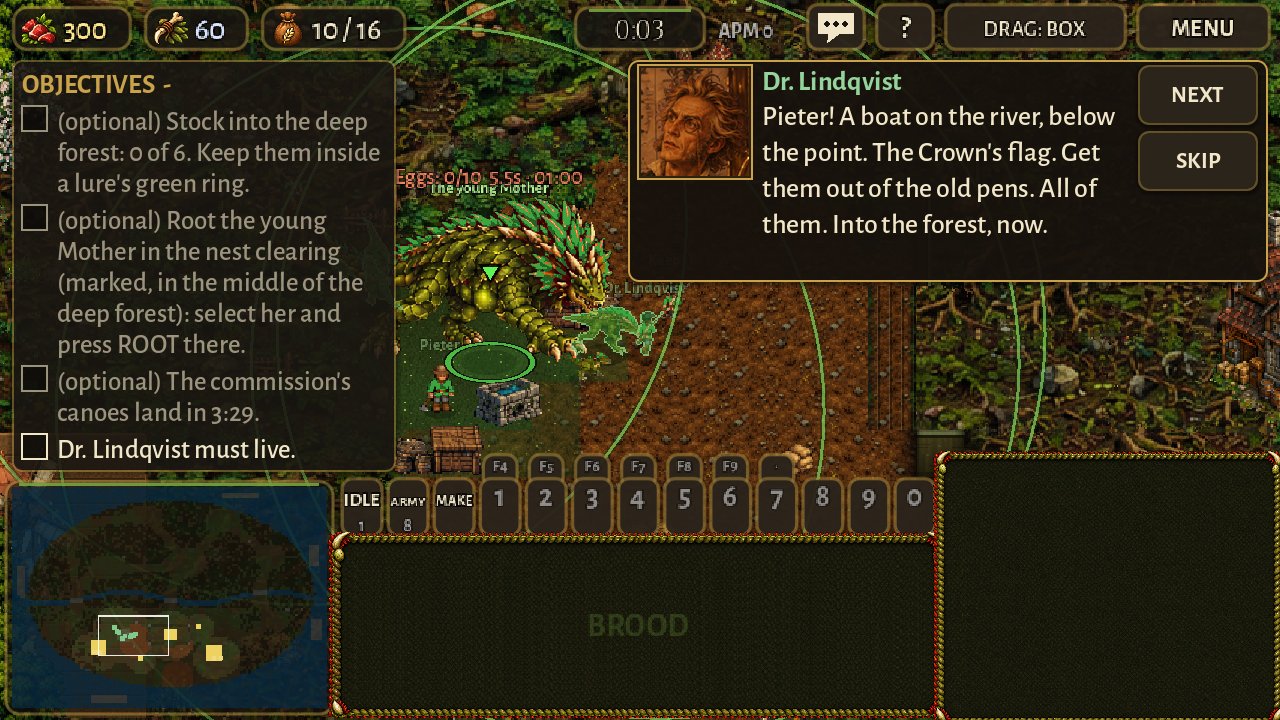 300
60
10/16
0:03
APM 0
?
DRAG: BOX
MENU
OBJECTIVES -
(optional) Stock into the deep
forest: 0 of 6. Keep them inside
a lure's green ring.
(optional) Root the young
Mother in the nest clearing
(marked, in the middle of the
deep forest): select her and
press ROOT there.
(optional) The commission's
canoes land in 3:29.
Dr. Lindqvist must live.
Dr. Lindqvist
Pieter! A boat on the river, below
the point. The Crown's flag. Get
them out of the old pens. All of
them. Into the forest, now.
NEXT
SKIP
Eggs: 0/10 5.5s, 01:00
The young Mother
Dr. Lindqvist
Pieter
F4
F5
F6
F7
F8
F9
IDLE
1
ARMY
8
MAKE
1
2
3
4
5
6
7
8
9
0
BROOD